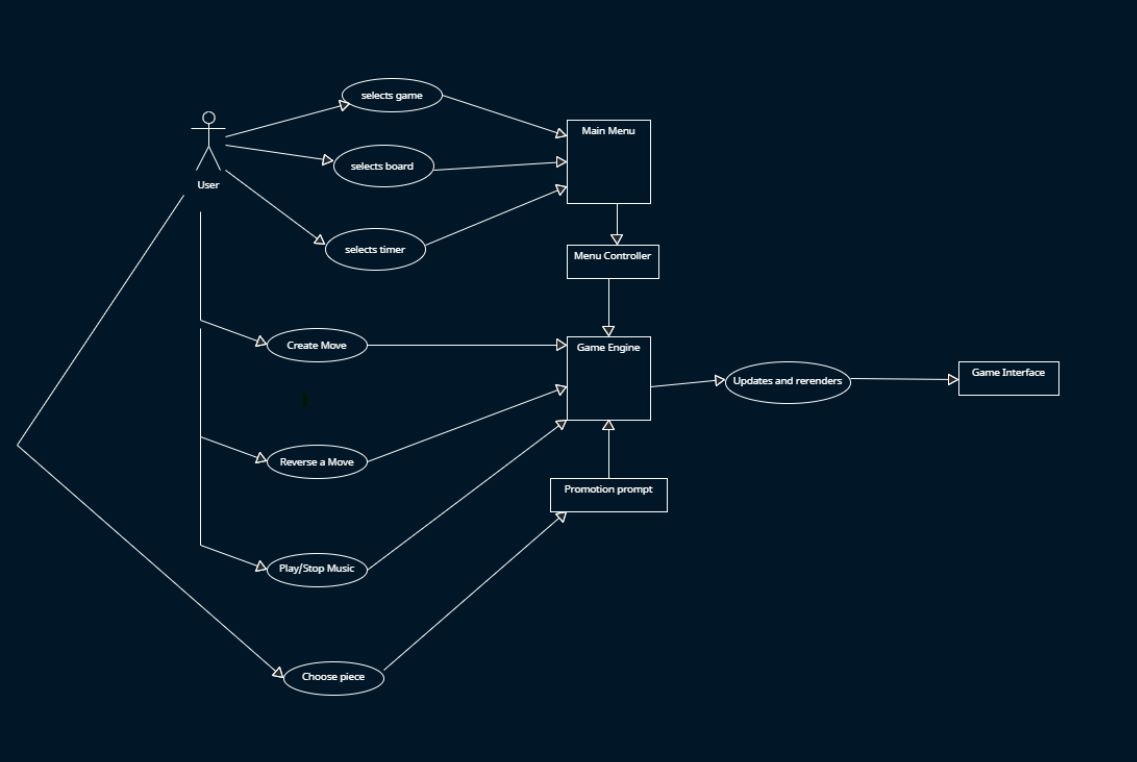 selects game
Main Menu
selects board
User
selects timer
Menu Controller
Create Move
Game Engine
Updates and rerenders
Game Interface
Reverse a Move
Promotion prompt
Play/Stop Music
Choose piece